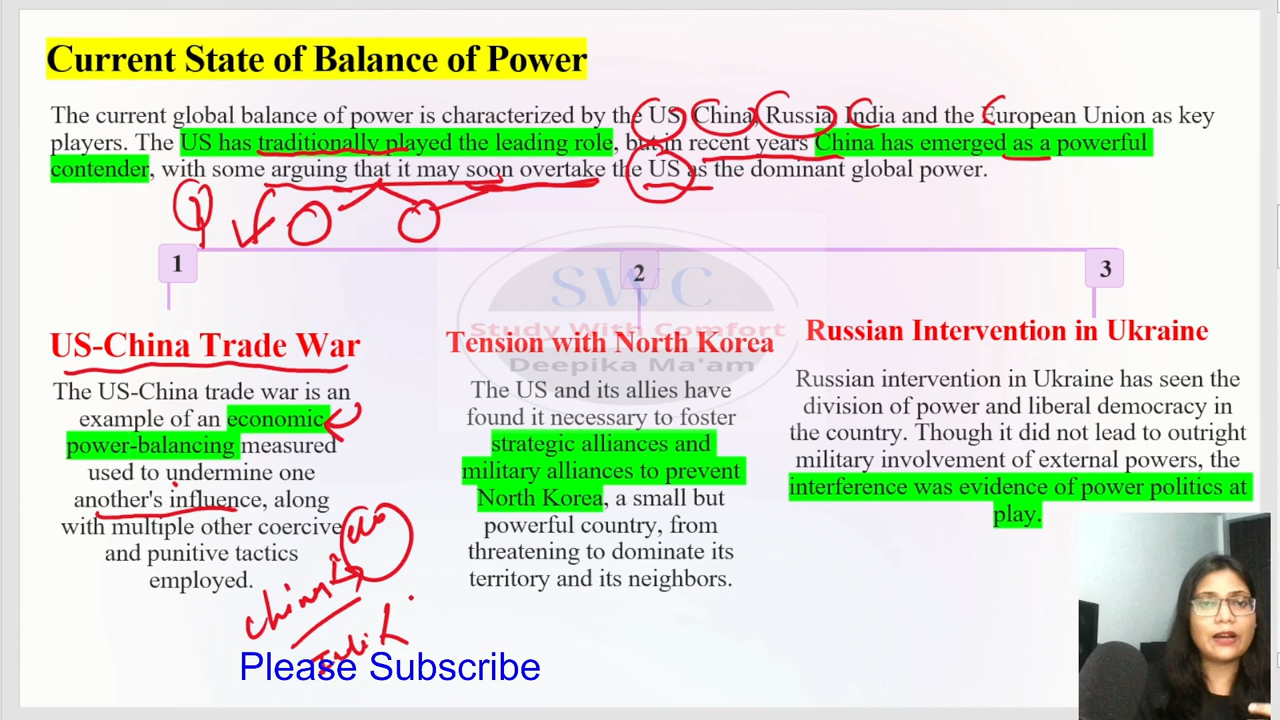 Current State of Balance of Power
The current global balance of power is characterized by the US, China, Russia, India and the European Union as key
players. The US has traditionally played the leading role, but in recent years China has emerged as a powerful
contender, with some arguing that it may soon overtake the US as the dominant global power.
1
2
3
SWC
Study With Comfort
Deepika Ma'am
US-China Trade War
The US-China trade war is an
example of an economic
power-balancing measured
used to undermine one
another's influence, along
with multiple other coercive
and punitive tactics
employed.
Tension with North Korea
The US and its allies have
found it necessary to foster
strategic alliances and
military alliances to prevent
North Korea, a small but
powerful country, from
threatening to dominate its
territory and its neighbors.
Russian Intervention in Ukraine
Russian intervention in Ukraine has seen the
division of power and liberal democracy in
the country. Though it did not lead to outright
military involvement of external powers, the
interference was evidence of power politics at
play.
China
Please Subscribe